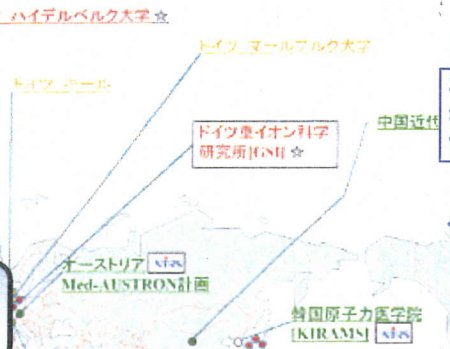 ハイデルベルク大学 ☆
ドイツ マールブルク大学
ドイツ キール
中国近代
ドイツ重イオン科学
研究所[GSI] ☆
オーストリア
Med-AUSTRON計画
韓国原子力医学院
[KIRAMS]